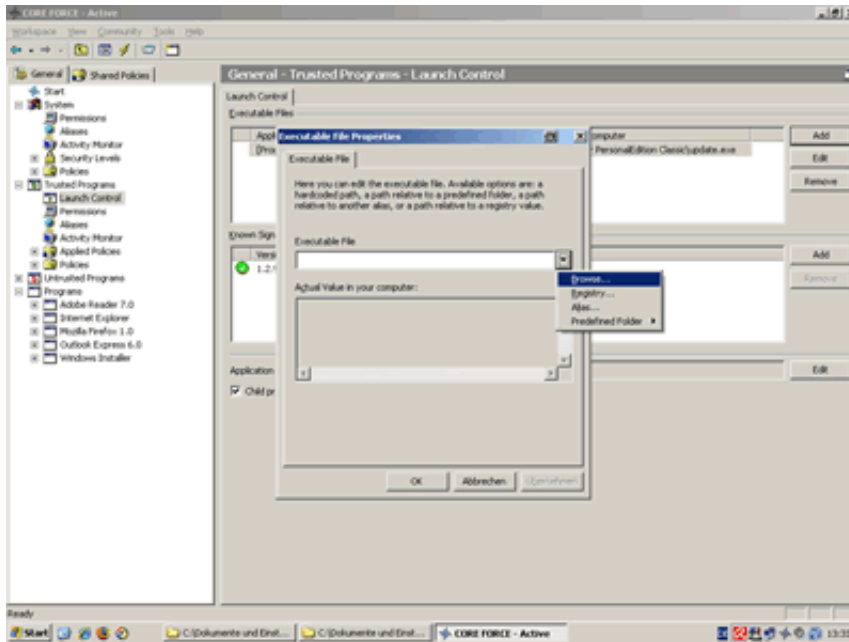 CORE FORCE - Active
Workspace View Community Tools Help
General
Shared Policies
General - Trusted Programs - Launch Control
Start
System
Permissions
Aliases
Activity Monitor
Security Levels
Policies
Trusted Programs
Launch Control
Permissions
Aliases
Activity Monitor
Applied Policies
Policies
Untrusted Programs
Programs
Adobe Reader 7.0
Internet Explorer
Mozilla Firefox 1.0
Outlook Express 6.0
Windows Installer
Launch Control
Executable Files
Appl
computer
PersonalEdition Classic\update.exe
Add
Edit
Remove
Known Sign
Versi
1.2.
Add
Remove
Application
Edit
Child pr
Executable File Properties
Executable File
Here you can edit the executable file. Available options are: a
hardcoded path, a path relative to a predefined folder, a path
relative to another alias, or a path relative to a registry value.
Executable File
Actual Value in your computer:
Browse...
Registry...
Alias...
Predefined Folder
OK
Abbrechen
Übernehmen
Ready
Start
C:\Dokumente und Einst...
C:\Dokumente und Einst...
CORE FORCE - Active